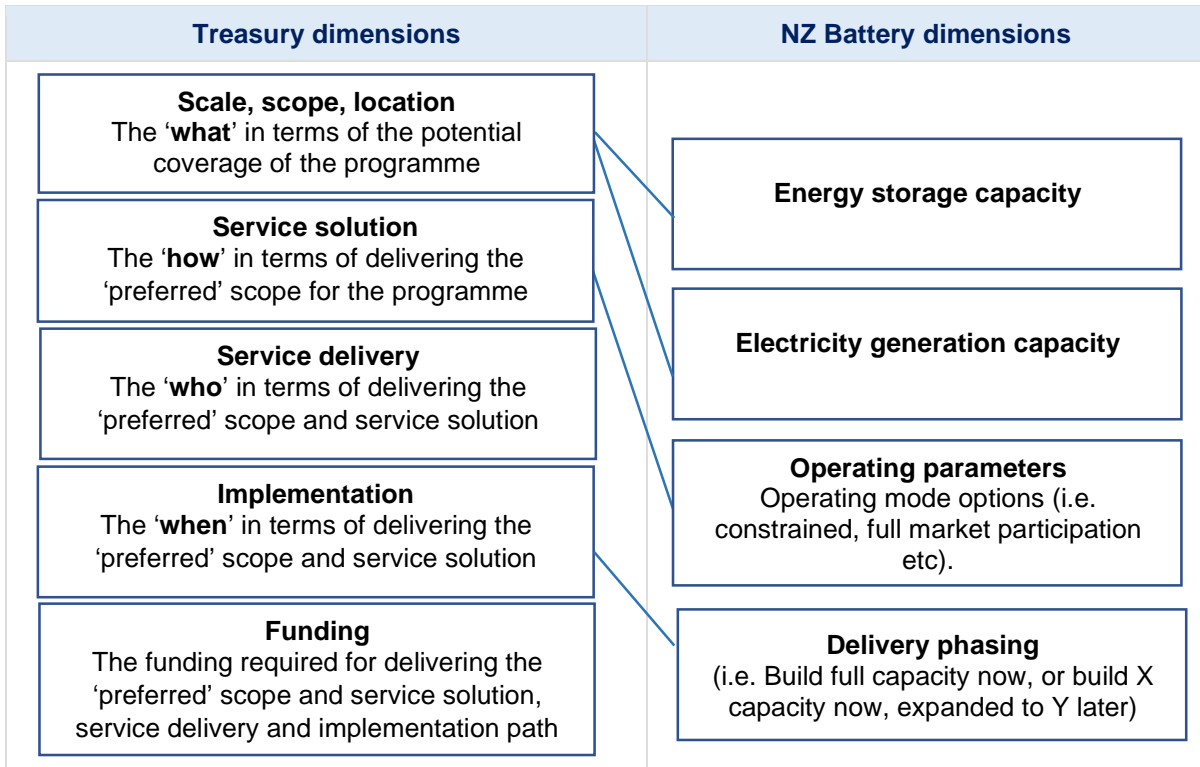 Treasury dimensions
NZ Battery dimensions
Scale, scope, location
The ‘what’ in terms of the potential
coverage of the programme
Service solution
The ‘how’ in terms of delivering the
‘preferred’ scope for the programme
Service delivery
The ‘who’ in terms of delivering the
‘preferred’ scope and service solution
Implementation
The ‘when’ in terms of delivering the
‘preferred’ scope and service solution
Funding
The funding required for delivering the
‘preferred’ scope and service solution,
service delivery and implementation path
Energy storage capacity
Electricity generation capacity
Operating parameters
Operating mode options (i.e.
constrained, full market participation
etc).
Delivery phasing
(i.e. Build full capacity now, or build X
capacity now, expanded to Y later)